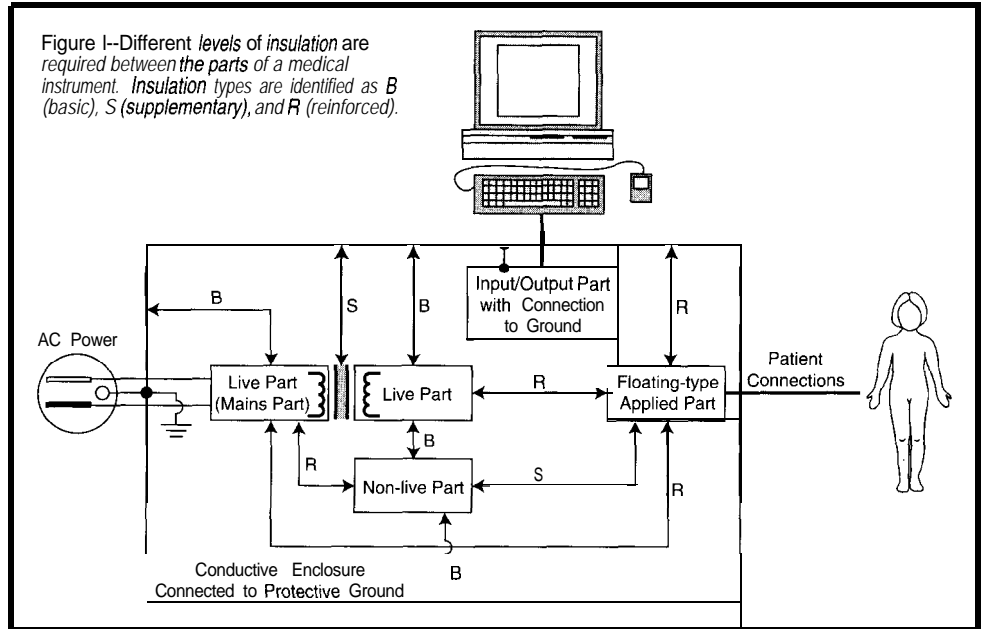 Figure I--Different levels of insulation are
required between the parts of a medical
instrument. Insulation types are identified as B
(basic), S (supplementary), and R (reinforced).
Input/Output Part
with Connection
to Ground
B
S
B
R
AC Power
Live Part
(Mains Part)
Live Part
R
Floating-type
Applied Part
Patient
Connections
B
R
Non-live Part
S
R
B
Conductive Enclosure
Connected to Protective Ground